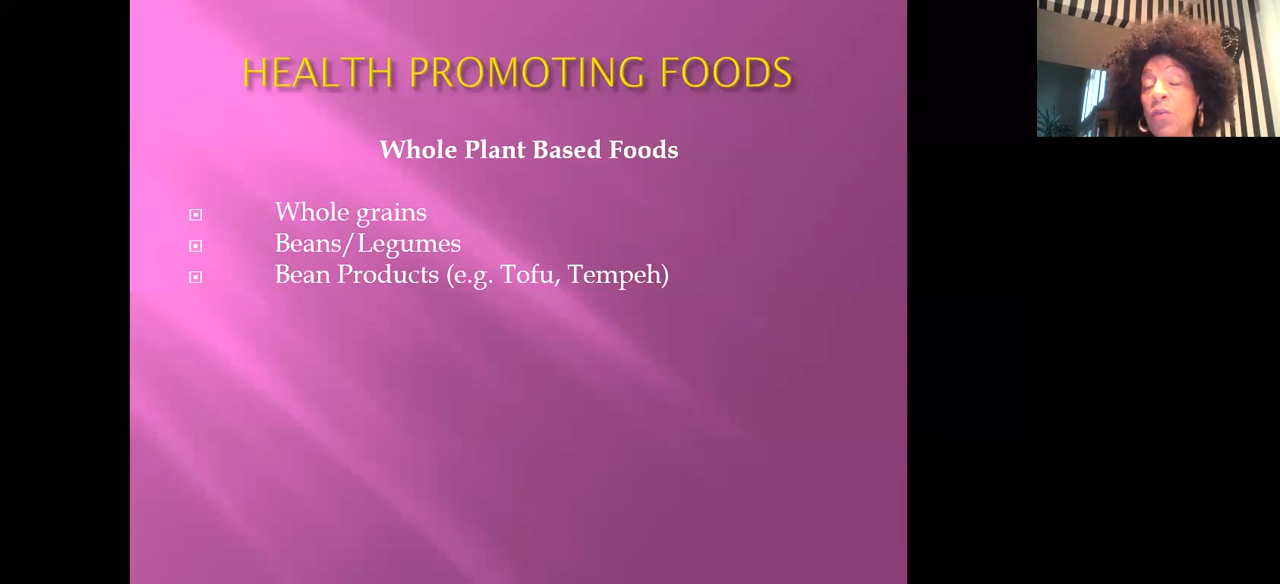 HEALTH PROMOTING FOODS
Whole Plant Based Foods
Whole grains
Beans/Legumes
Bean Products (e.g. Tofu, Tempeh)